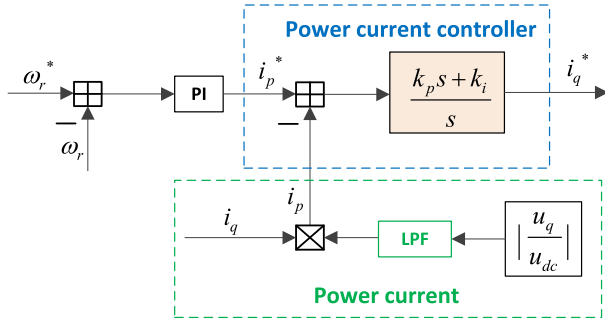 Power current controller
ω_r^*
−
ω_r
PI
i_p^*
−
(k_p s + k_i) / s
i_q^*
i_p
i_q
LPF
| u_q / u_dc |
Power current